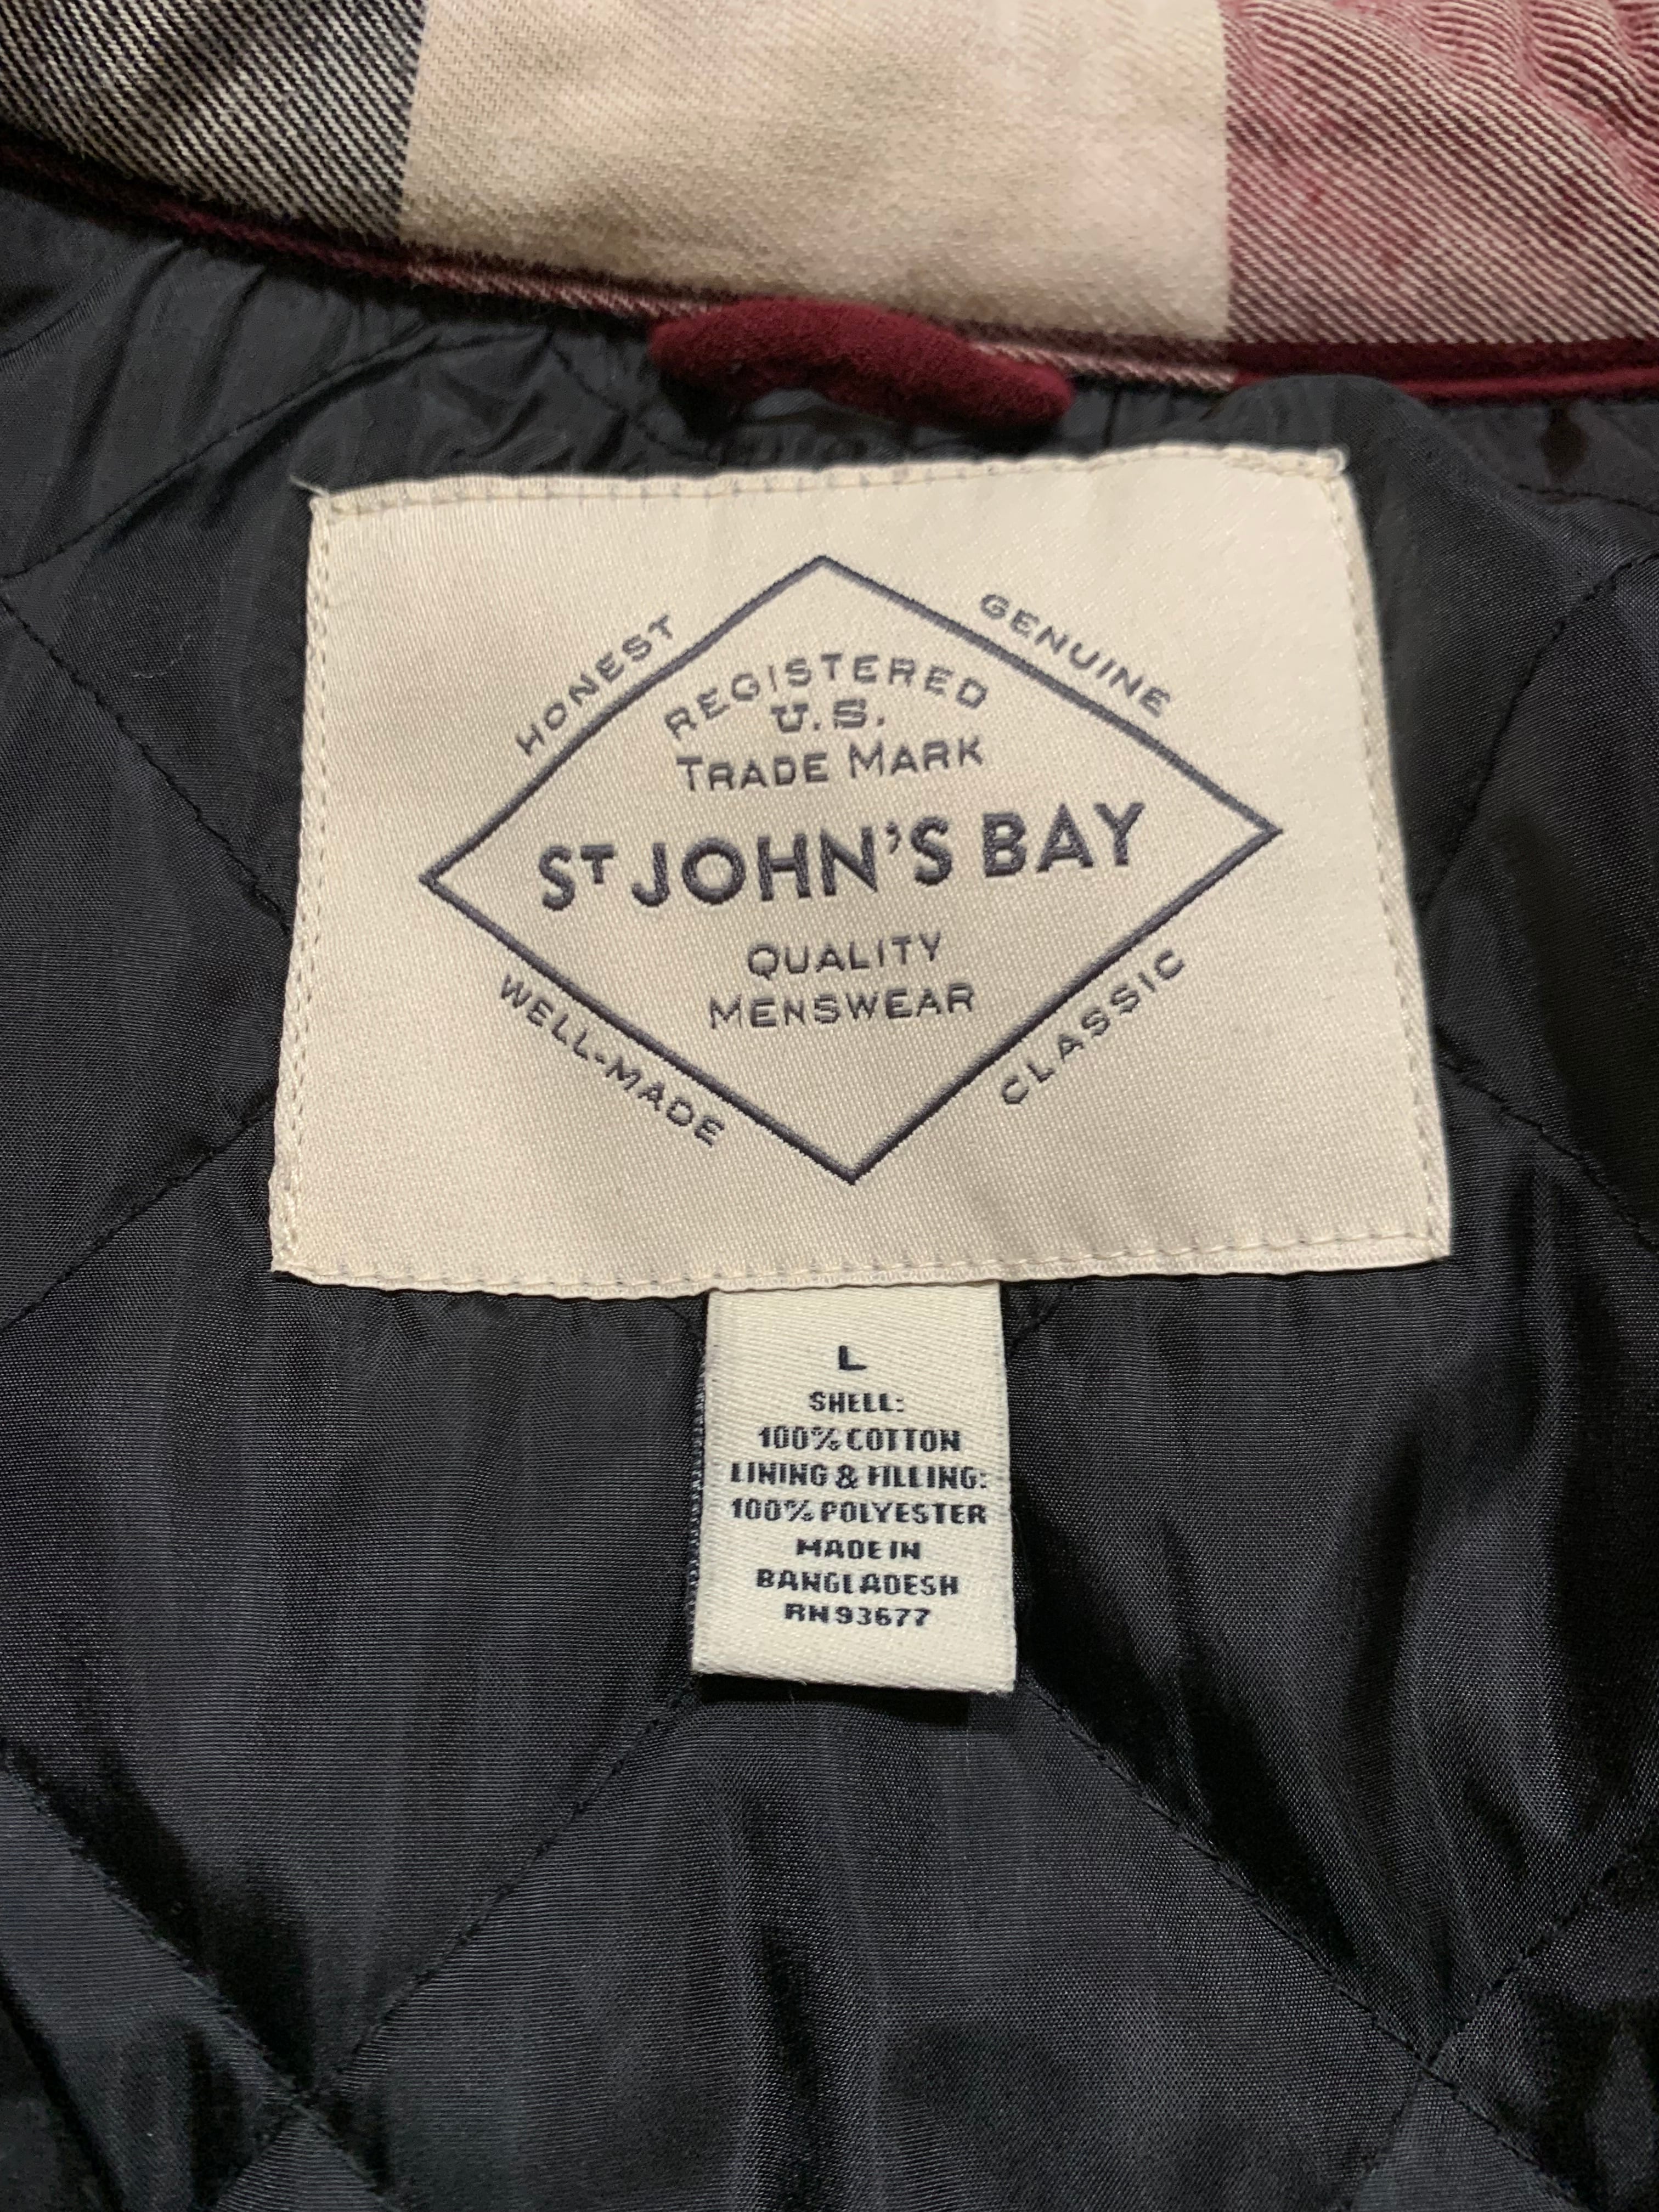 HONEST
GENUINE
REGISTERED
U.S.
TRADE MARK
ST JOHN'S BAY
QUALITY
MENSWEAR
WELL-MADE
CLASSIC
L
SHELL:
100% COTTON
LINING & FILLING:
100% POLYESTER
MADE IN
BANGLADESH
RN 93677